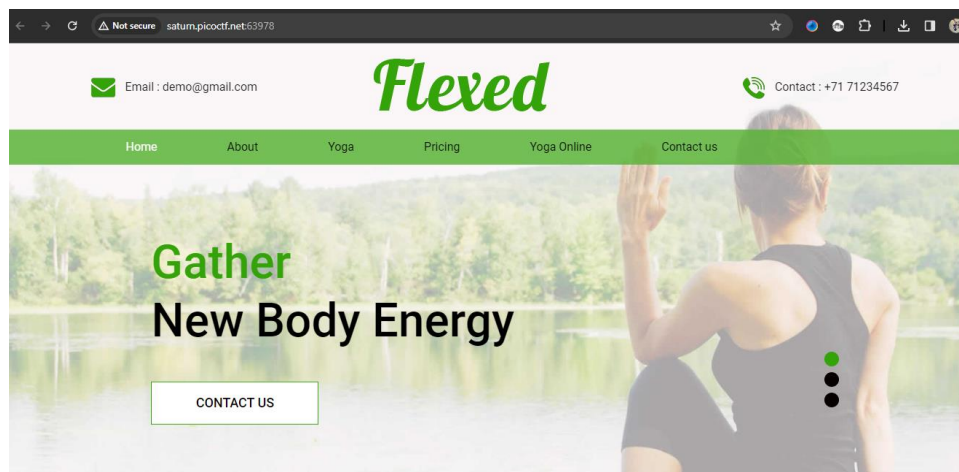 Not secure saturn.picoctf.net:63978
Email : demo@gmail.com
Flexed
Contact : +71 71234567
Home About Yoga Pricing Yoga Online Contact us
Gather
New Body Energy
CONTACT US